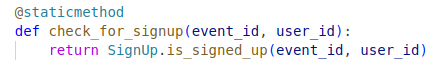 @staticmethod
def check_for_signup(event_id, user_id):
    return SignUp.is_signed_up(event_id, user_id)